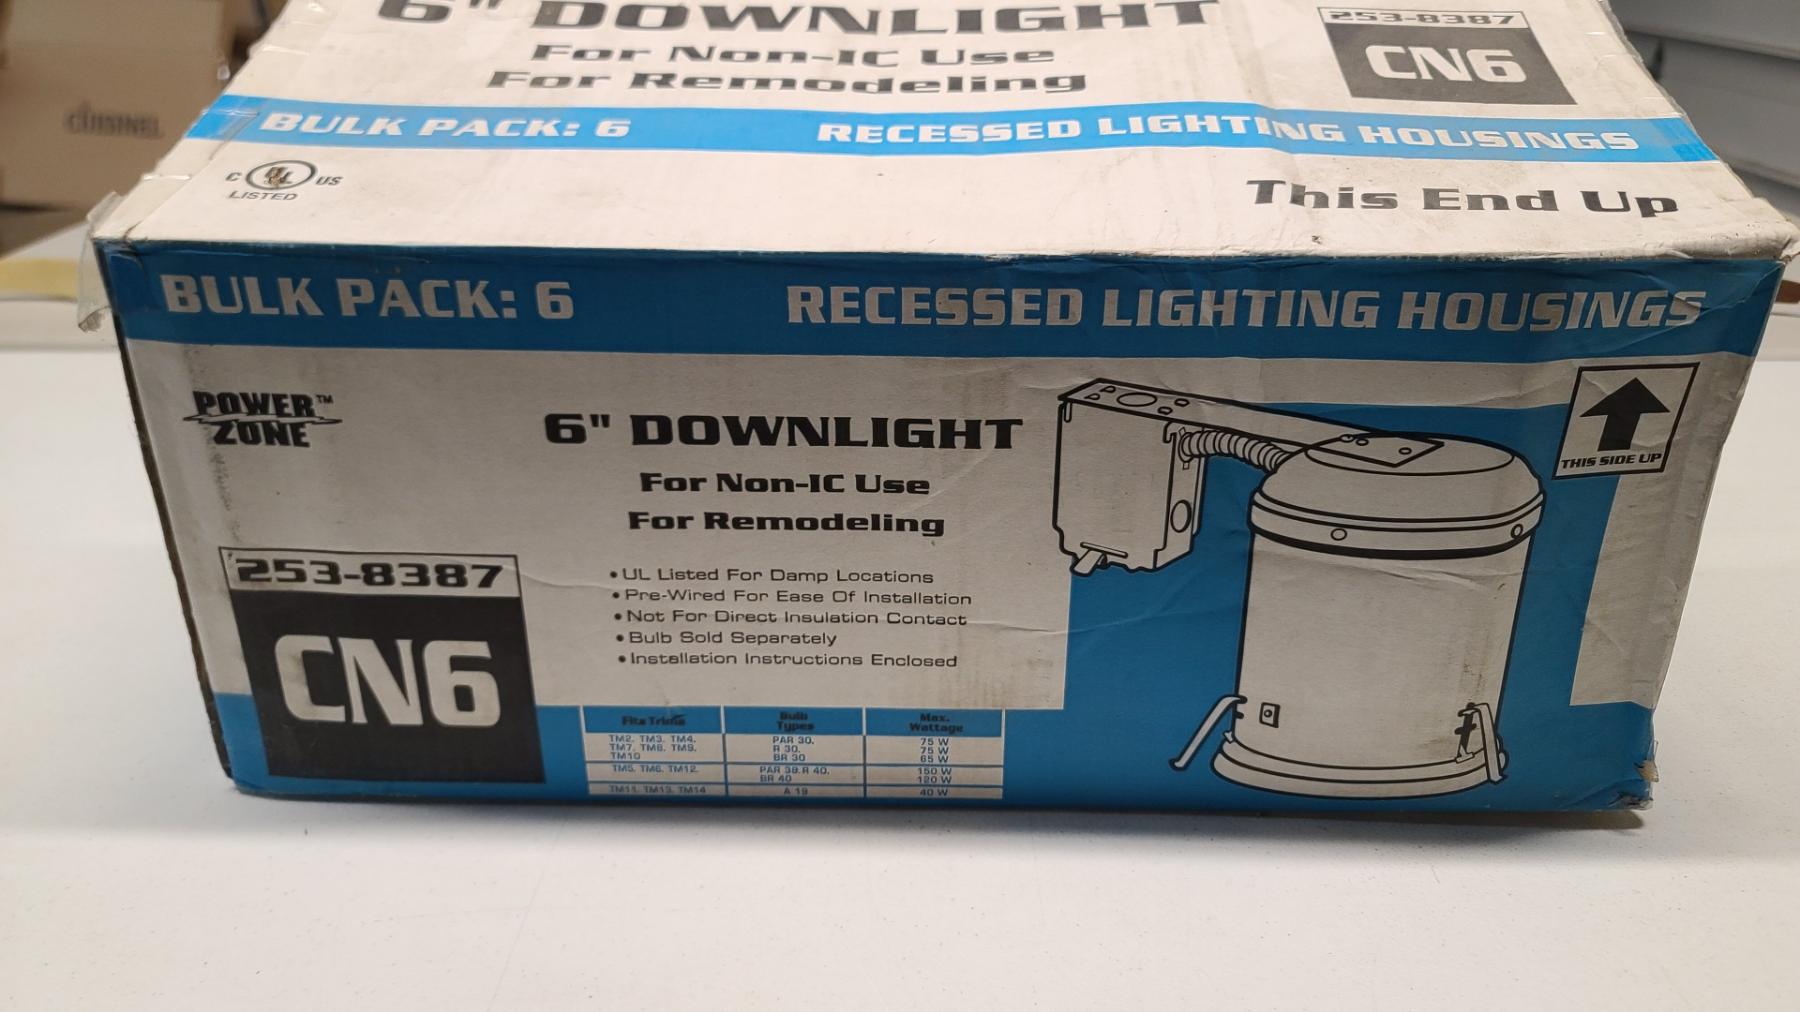 6" DOWNLIGHT
For Non-IC Use
For Remodeling
253-8387
CN6
BULK PACK: 6
RECESSED LIGHTING HOUSINGS
C UL US
LISTED
This End Up
BULK PACK: 6
RECESSED LIGHTING HOUSINGS
POWER™
ZONE
6" DOWNLIGHT
For Non-IC Use
For Remodeling
THIS SIDE UP
253-8387
CN6
• UL Listed For Damp Locations
• Pre-Wired For Ease Of Installation
• Not For Direct Insulation Contact
• Bulb Sold Separately
• Installation Instructions Enclosed
Fits Trims
Bulb
Types
Max.
Wattage
TM2, TM3, TM4,
TM7, TM8, TM9,
TM10
PAR 30,
R 30,
BR 30
75 W
75 W
65 W
TM5, TM6, TM12
PAR 38, R 40,
BR 40
150 W
120 W
TM11, TM13, TM14
A 19
40 W